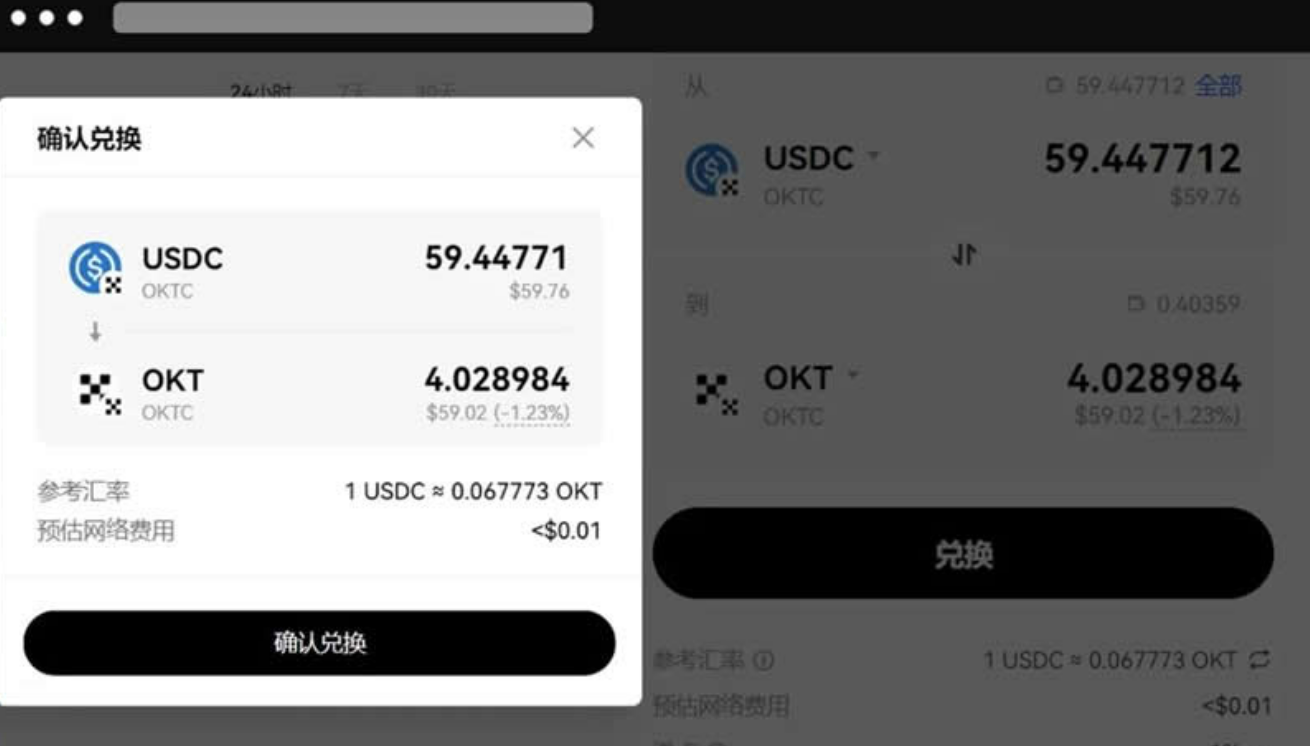 24小时 7天 30天
确认兑换
USDC 59.44771
OKTC $59.76
OKT 4.028984
OKTC $59.02 (-1.23%)
参考汇率 1 USDC ≈ 0.067773 OKT
预估网络费用 <$0.01
确认兑换
从 59.447712 全部
USDC 59.447712
OKTC $59.76
到 0.40359
OKT 4.028984
OKTC $59.02 (-1.23%)
兑换
参考汇率 1 USDC ≈ 0.067773 OKT
预估网络费用 <$0.01